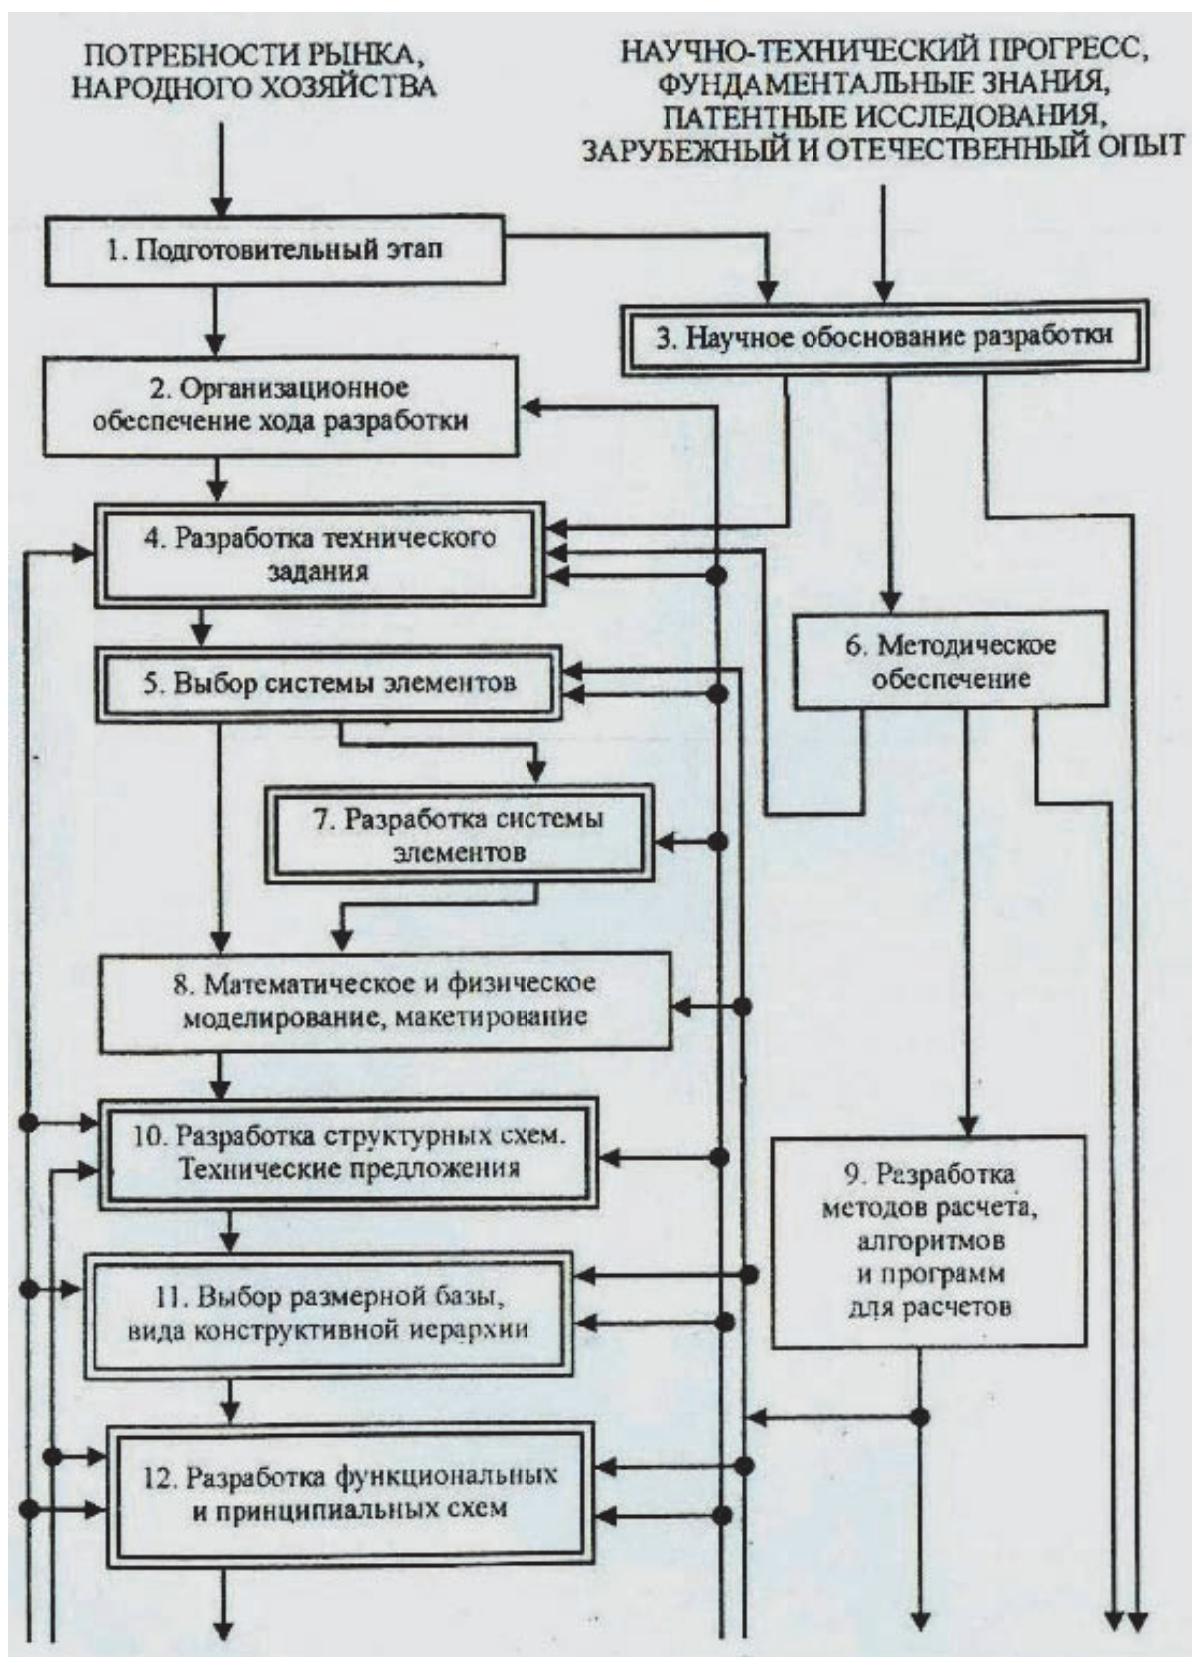 ПОТРЕБНОСТИ РЫНКА,
НАРОДНОГО ХОЗЯЙСТВА
НАУЧНО-ТЕХНИЧЕСКИЙ ПРОГРЕСС,
ФУНДАМЕНТАЛЬНЫЕ ЗНАНИЯ,
ПАТЕНТНЫЕ ИССЛЕДОВАНИЯ,
ЗАРУБЕЖНЫЙ И ОТЕЧЕСТВЕННЫЙ ОПЫТ
1. Подготовительный этап
3. Научное обоснование разработки
2. Организационное
обеспечение хода разработки
4. Разработка технического
задания
5. Выбор системы элементов
6. Методическое
обеспечение
7. Разработка системы
элементов
8. Математическое и физическое
моделирование, макетирование
10. Разработка структурных схем.
Технические предложения
9. Разработка
методов расчета,
алгоритмов
и программ
для расчетов
11. Выбор размерной базы,
вида конструктивной иерархии
12. Разработка функциональных
и принципиальных схем